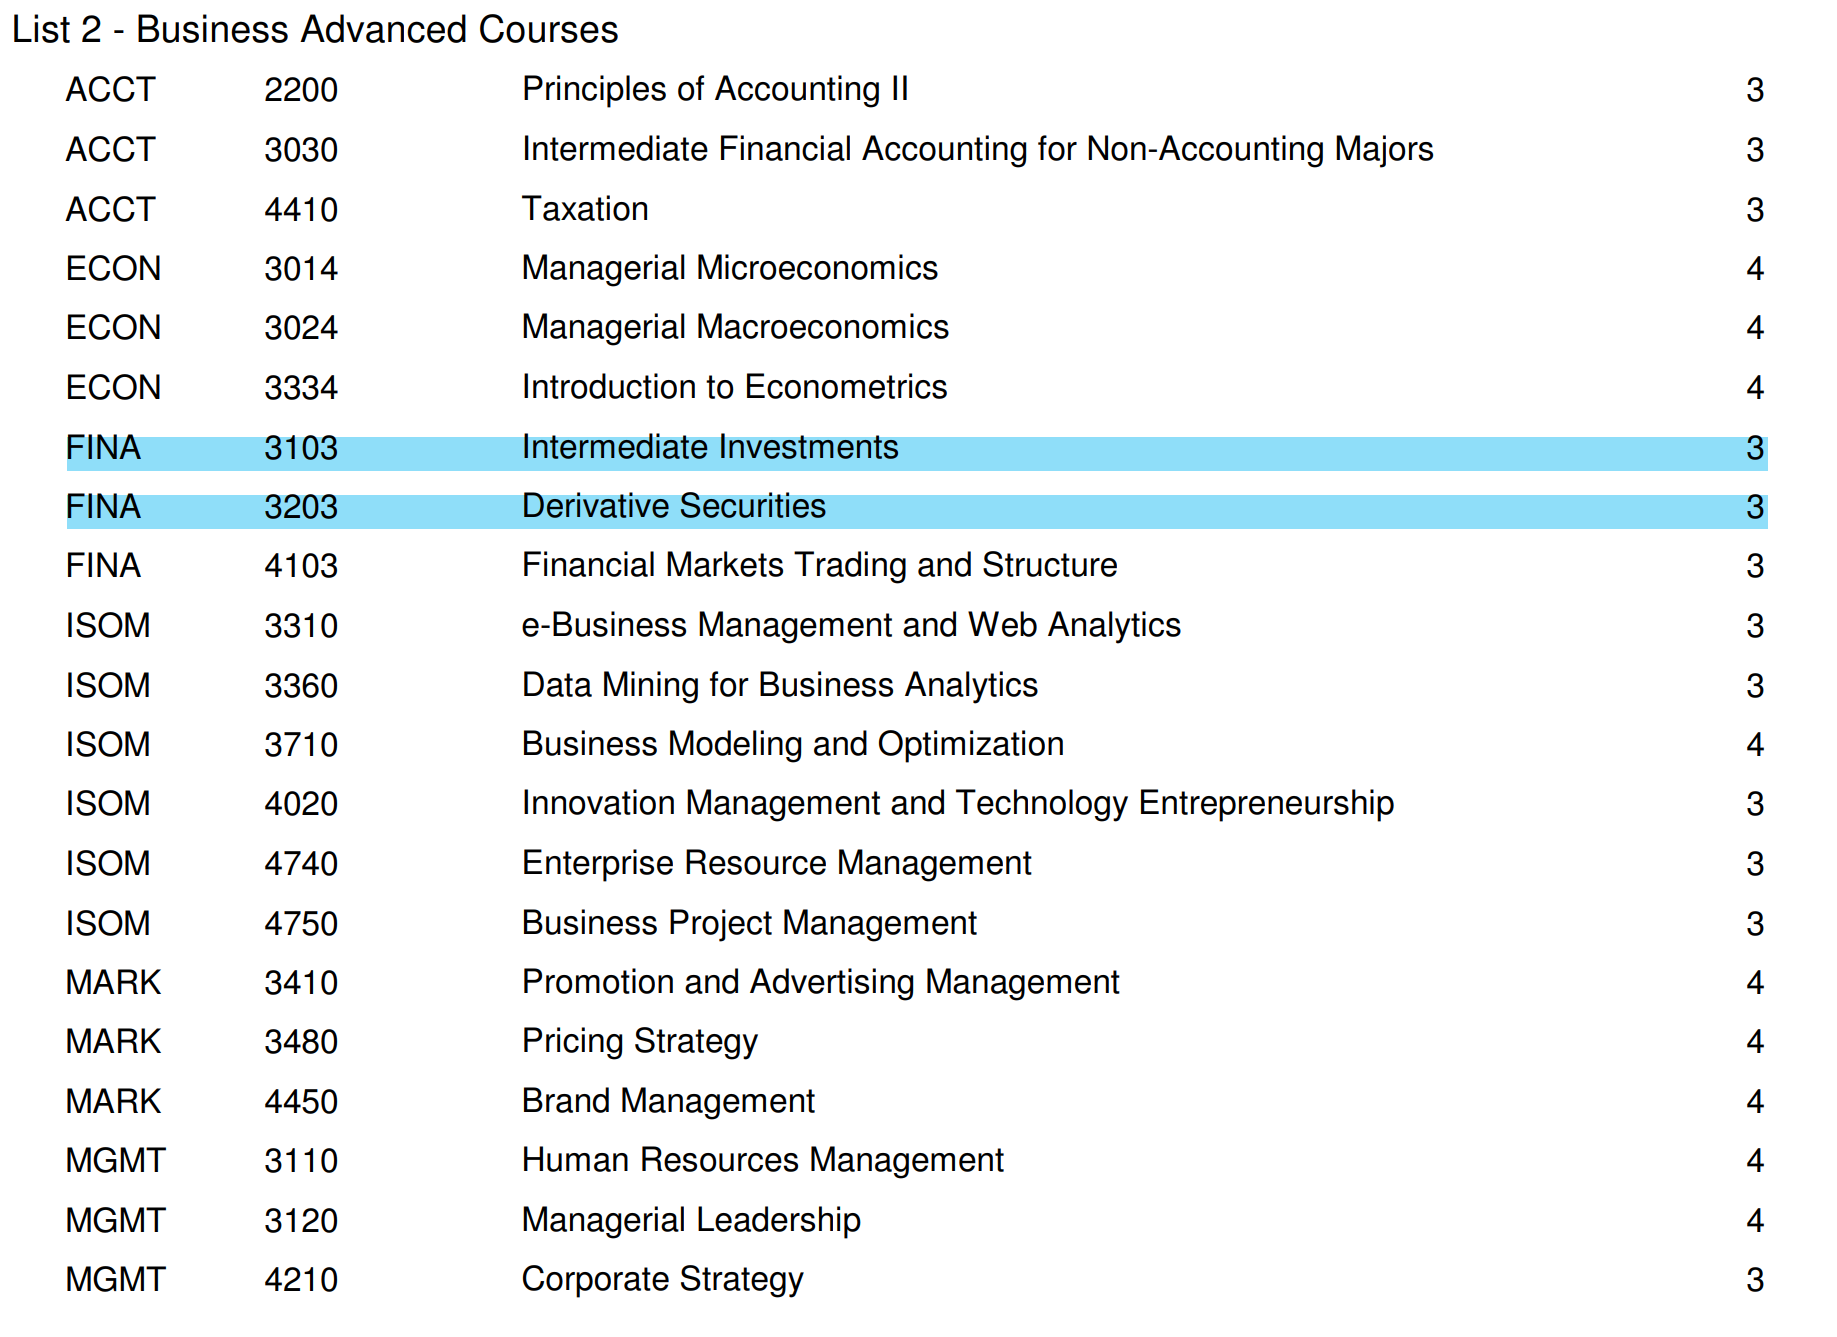 List 2 - Business Advanced Courses
ACCT 2200 Principles of Accounting II 3
ACCT 3030 Intermediate Financial Accounting for Non-Accounting Majors 3
ACCT 4410 Taxation 3
ECON 3014 Managerial Microeconomics 4
ECON 3024 Managerial Macroeconomics 4
ECON 3334 Introduction to Econometrics 4
FINA 3103 Intermediate Investments 3
FINA 3203 Derivative Securities 3
FINA 4103 Financial Markets Trading and Structure 3
ISOM 3310 e-Business Management and Web Analytics 3
ISOM 3360 Data Mining for Business Analytics 3
ISOM 3710 Business Modeling and Optimization 4
ISOM 4020 Innovation Management and Technology Entrepreneurship 3
ISOM 4740 Enterprise Resource Management 3
ISOM 4750 Business Project Management 3
MARK 3410 Promotion and Advertising Management 4
MARK 3480 Pricing Strategy 4
MARK 4450 Brand Management 4
MGMT 3110 Human Resources Management 4
MGMT 3120 Managerial Leadership 4
MGMT 4210 Corporate Strategy 3